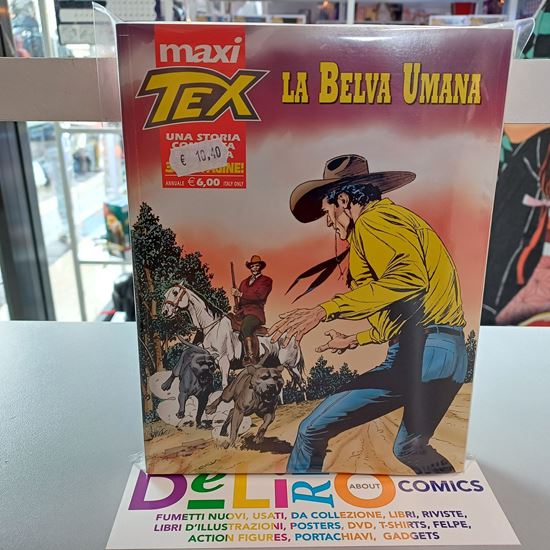 maxi
TEX
LA BELVA UMANA
UNA STORIA
€ 10,40
ANNUALE € 6,00 ITALY ONLY
DeLiRO ABOUT COMICS
FUMETTI NUOVI, USATI, DA COLLEZIONE, LIBRI, RIVISTE,
LIBRI D'ILLUSTRAZIONI, POSTERS, DVD, T-SHIRTS, FELPE,
ACTION FIGURES, PORTACHIAVI, GADGETS